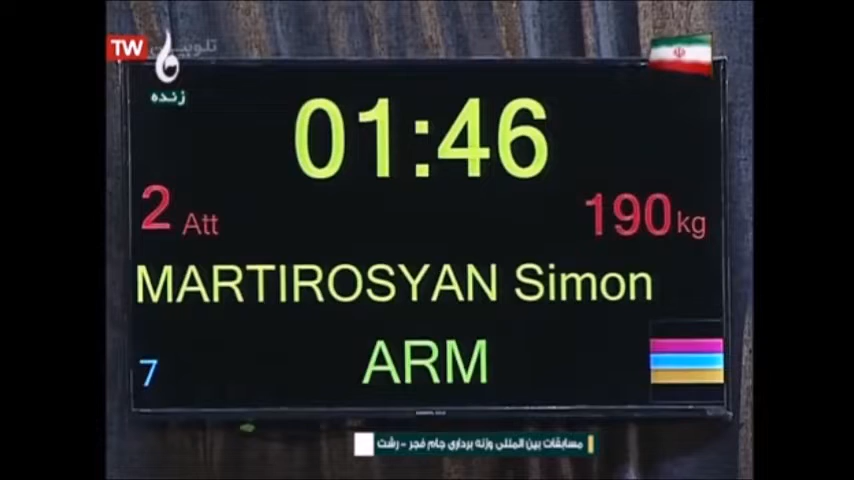 TW تلوبیون
زنده
01:46
2 Att 190 kg
MARTIROSYAN Simon
7 ARM
مسابقات بین المللی وزنه برداری جام فجر - رشت